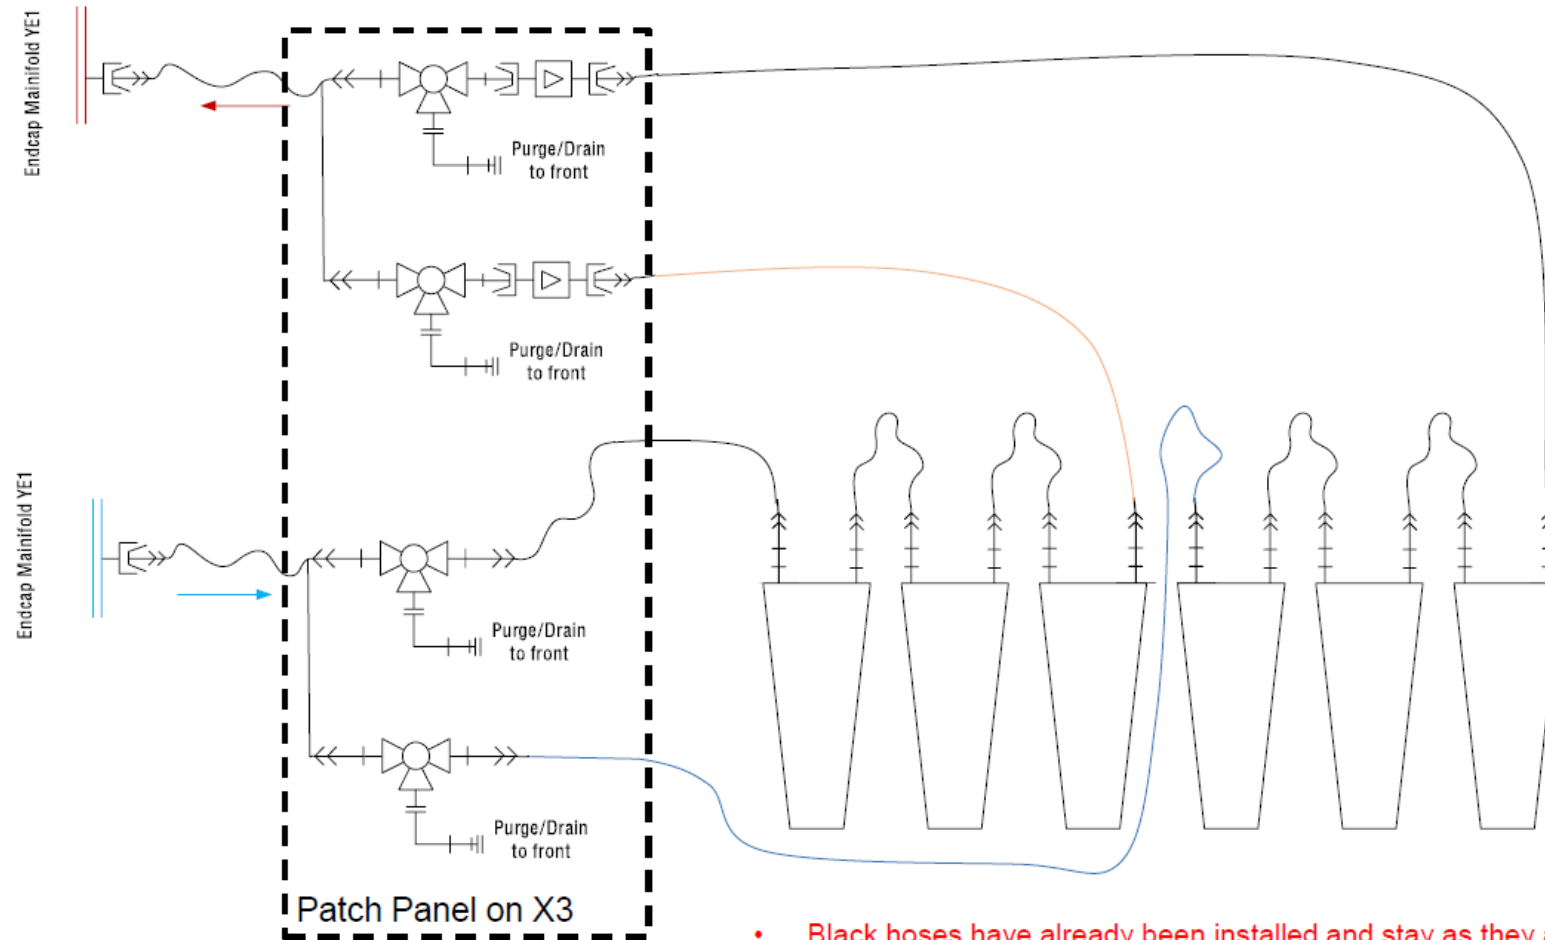 Endcap Mainifold YE1
Purge/Drain
to front
Purge/Drain
to front
Endcap Mainifold YE1
Purge/Drain
to front
Purge/Drain
to front
Patch Panel on X3
• Black hoses have already been installed and stay as they